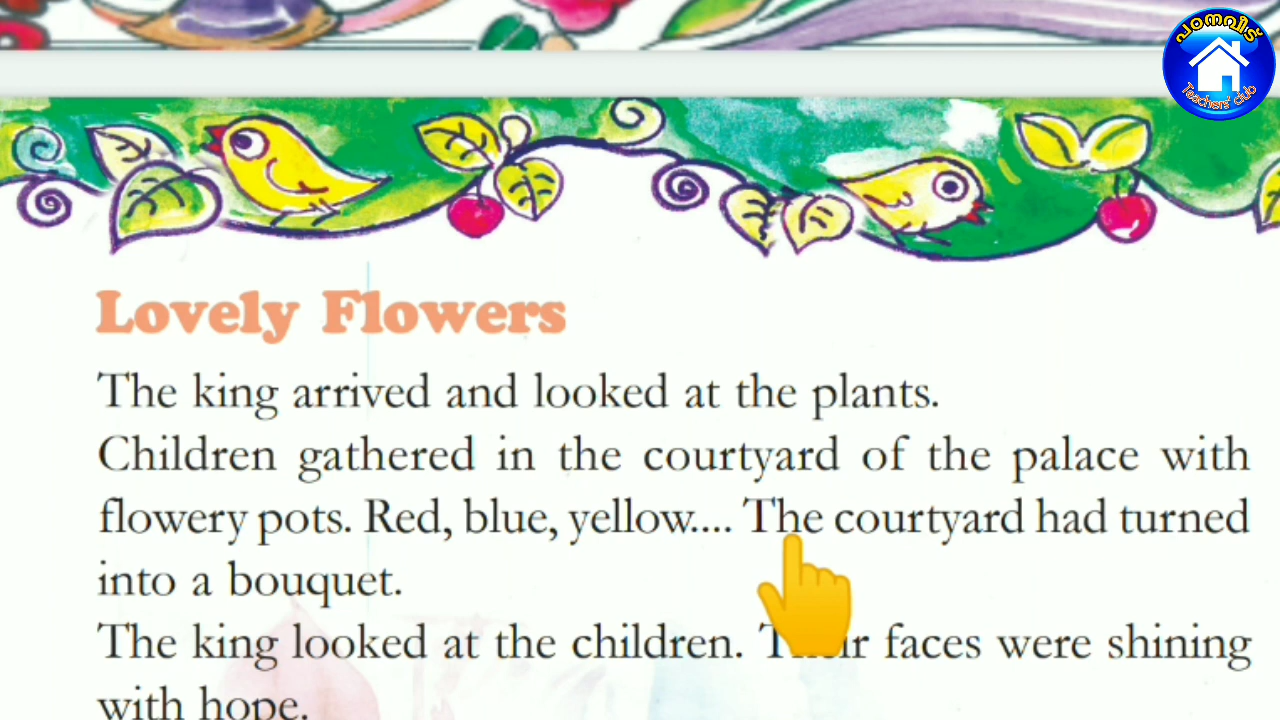 പഠനവീട്
Teachers' club
Lovely Flowers
The king arrived and looked at the plants.
Children gathered in the courtyard of the palace with
flowery pots. Red, blue, yellow.... The courtyard had turned
into a bouquet.
The king looked at the children. Their faces were shining
with hope.